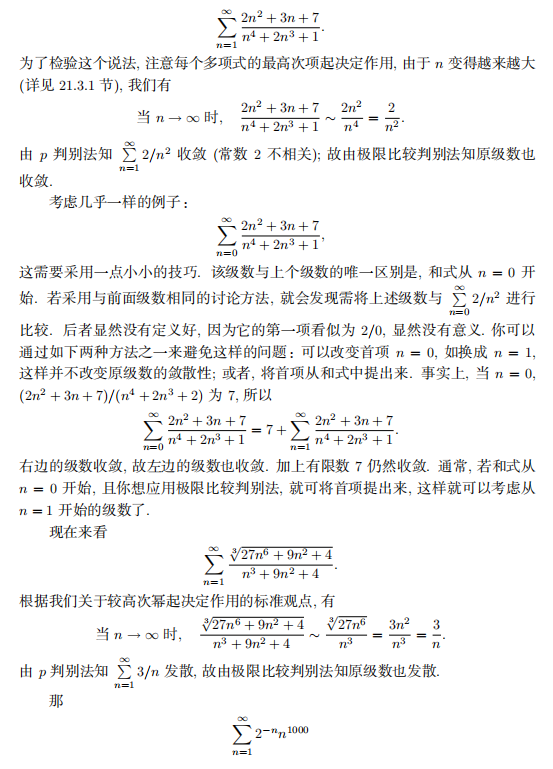 $$\sum_{n=1}^{\infty} \frac{2n^2+3n+7}{n^4+2n^3+1}.$$
为了检验这个说法, 注意每个多项式的最高次项起决定作用, 由于 $n$ 变得越来越大
(详见 21.3.1 节), 我们有
$$当\ n \to \infty\ 时, \quad \frac{2n^2+3n+7}{n^4+2n^3+1} \sim \frac{2n^2}{n^4} = \frac{2}{n^2}.$$
由 $p$ 判别法知 $\sum_{n=1}^{\infty} 2/n^2$ 收敛 (常数 2 不相关); 故由极限比较判别法知原级数也
收敛.
考虑几乎一样的例子：
$$\sum_{n=0}^{\infty} \frac{2n^2+3n+7}{n^4+2n^3+1},$$
这需要采用一点小小的技巧. 该级数与上个级数的唯一区别是, 和式从 $n=0$ 开
始. 若采用与前面级数相同的讨论方法, 就会发现需将上述级数与 $\sum_{n=0}^{\infty} 2/n^2$ 进行
比较. 后者显然没有定义好, 因为它的第一项看似为 2/0, 显然没有意义. 你可以
通过如下两种方法之一来避免这样的问题：可以改变首项 $n=0$, 如换成 $n=1$,
这样并不改变原级数的敛散性; 或者, 将首项从和式中提出来. 事实上, 当 $n=0$,
$(2n^2+3n+7)/(n^4+2n^3+2)$ 为 7, 所以
$$\sum_{n=0}^{\infty} \frac{2n^2+3n+7}{n^4+2n^3+1} = 7 + \sum_{n=1}^{\infty} \frac{2n^2+3n+7}{n^4+2n^3+1}.$$
右边的级数收敛, 故左边的级数也收敛. 加上有限数 7 仍然收敛. 通常, 若和式从
$n=0$ 开始, 且你想应用极限比较判别法, 就可将首项提出来, 这样就可以考虑从
$n=1$ 开始的级数了.
现在来看
$$\sum_{n=1}^{\infty} \frac{\sqrt[3]{27n^6+9n^2+4}}{n^3+9n^2+4}.$$
根据我们关于较高次幂起决定作用的标准观点, 有
$$当\ n \to \infty\ 时, \quad \frac{\sqrt[3]{27n^6+9n^2+4}}{n^3+9n^2+4} \sim \frac{\sqrt[3]{27n^6}}{n^3} = \frac{3n^2}{n^3} = \frac{3}{n}.$$
由 $p$ 判别法知 $\sum_{n=1}^{\infty} 3/n$ 发散, 故由极限比较判别法知原级数也发散.
那
$$\sum_{n=1}^{\infty} 2^{-n} n^{1000}$$